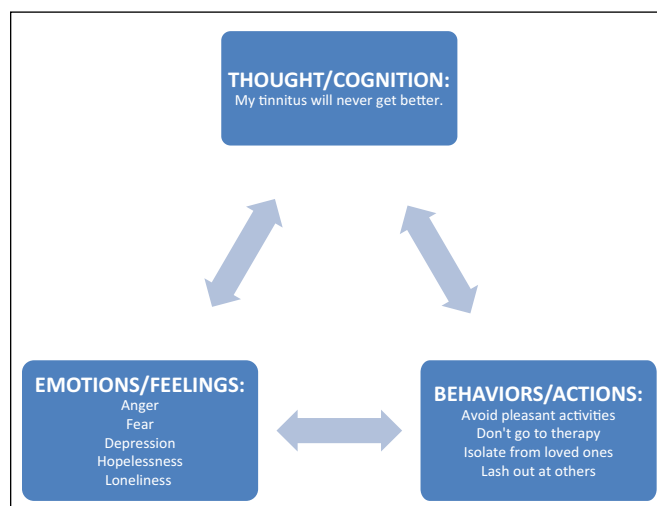 THOUGHT/COGNITION:
My tinnitus will never get better.
EMOTIONS/FEELINGS:
Anger
Fear
Depression
Hopelessness
Loneliness
BEHAVIORS/ACTIONS:
Avoid pleasant activities
Don't go to therapy
Isolate from loved ones
Lash out at others